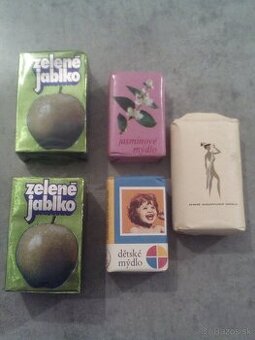 zelené
jablko
jasmínové
mýdlo
zelené
jablko
dětské
mýdlo